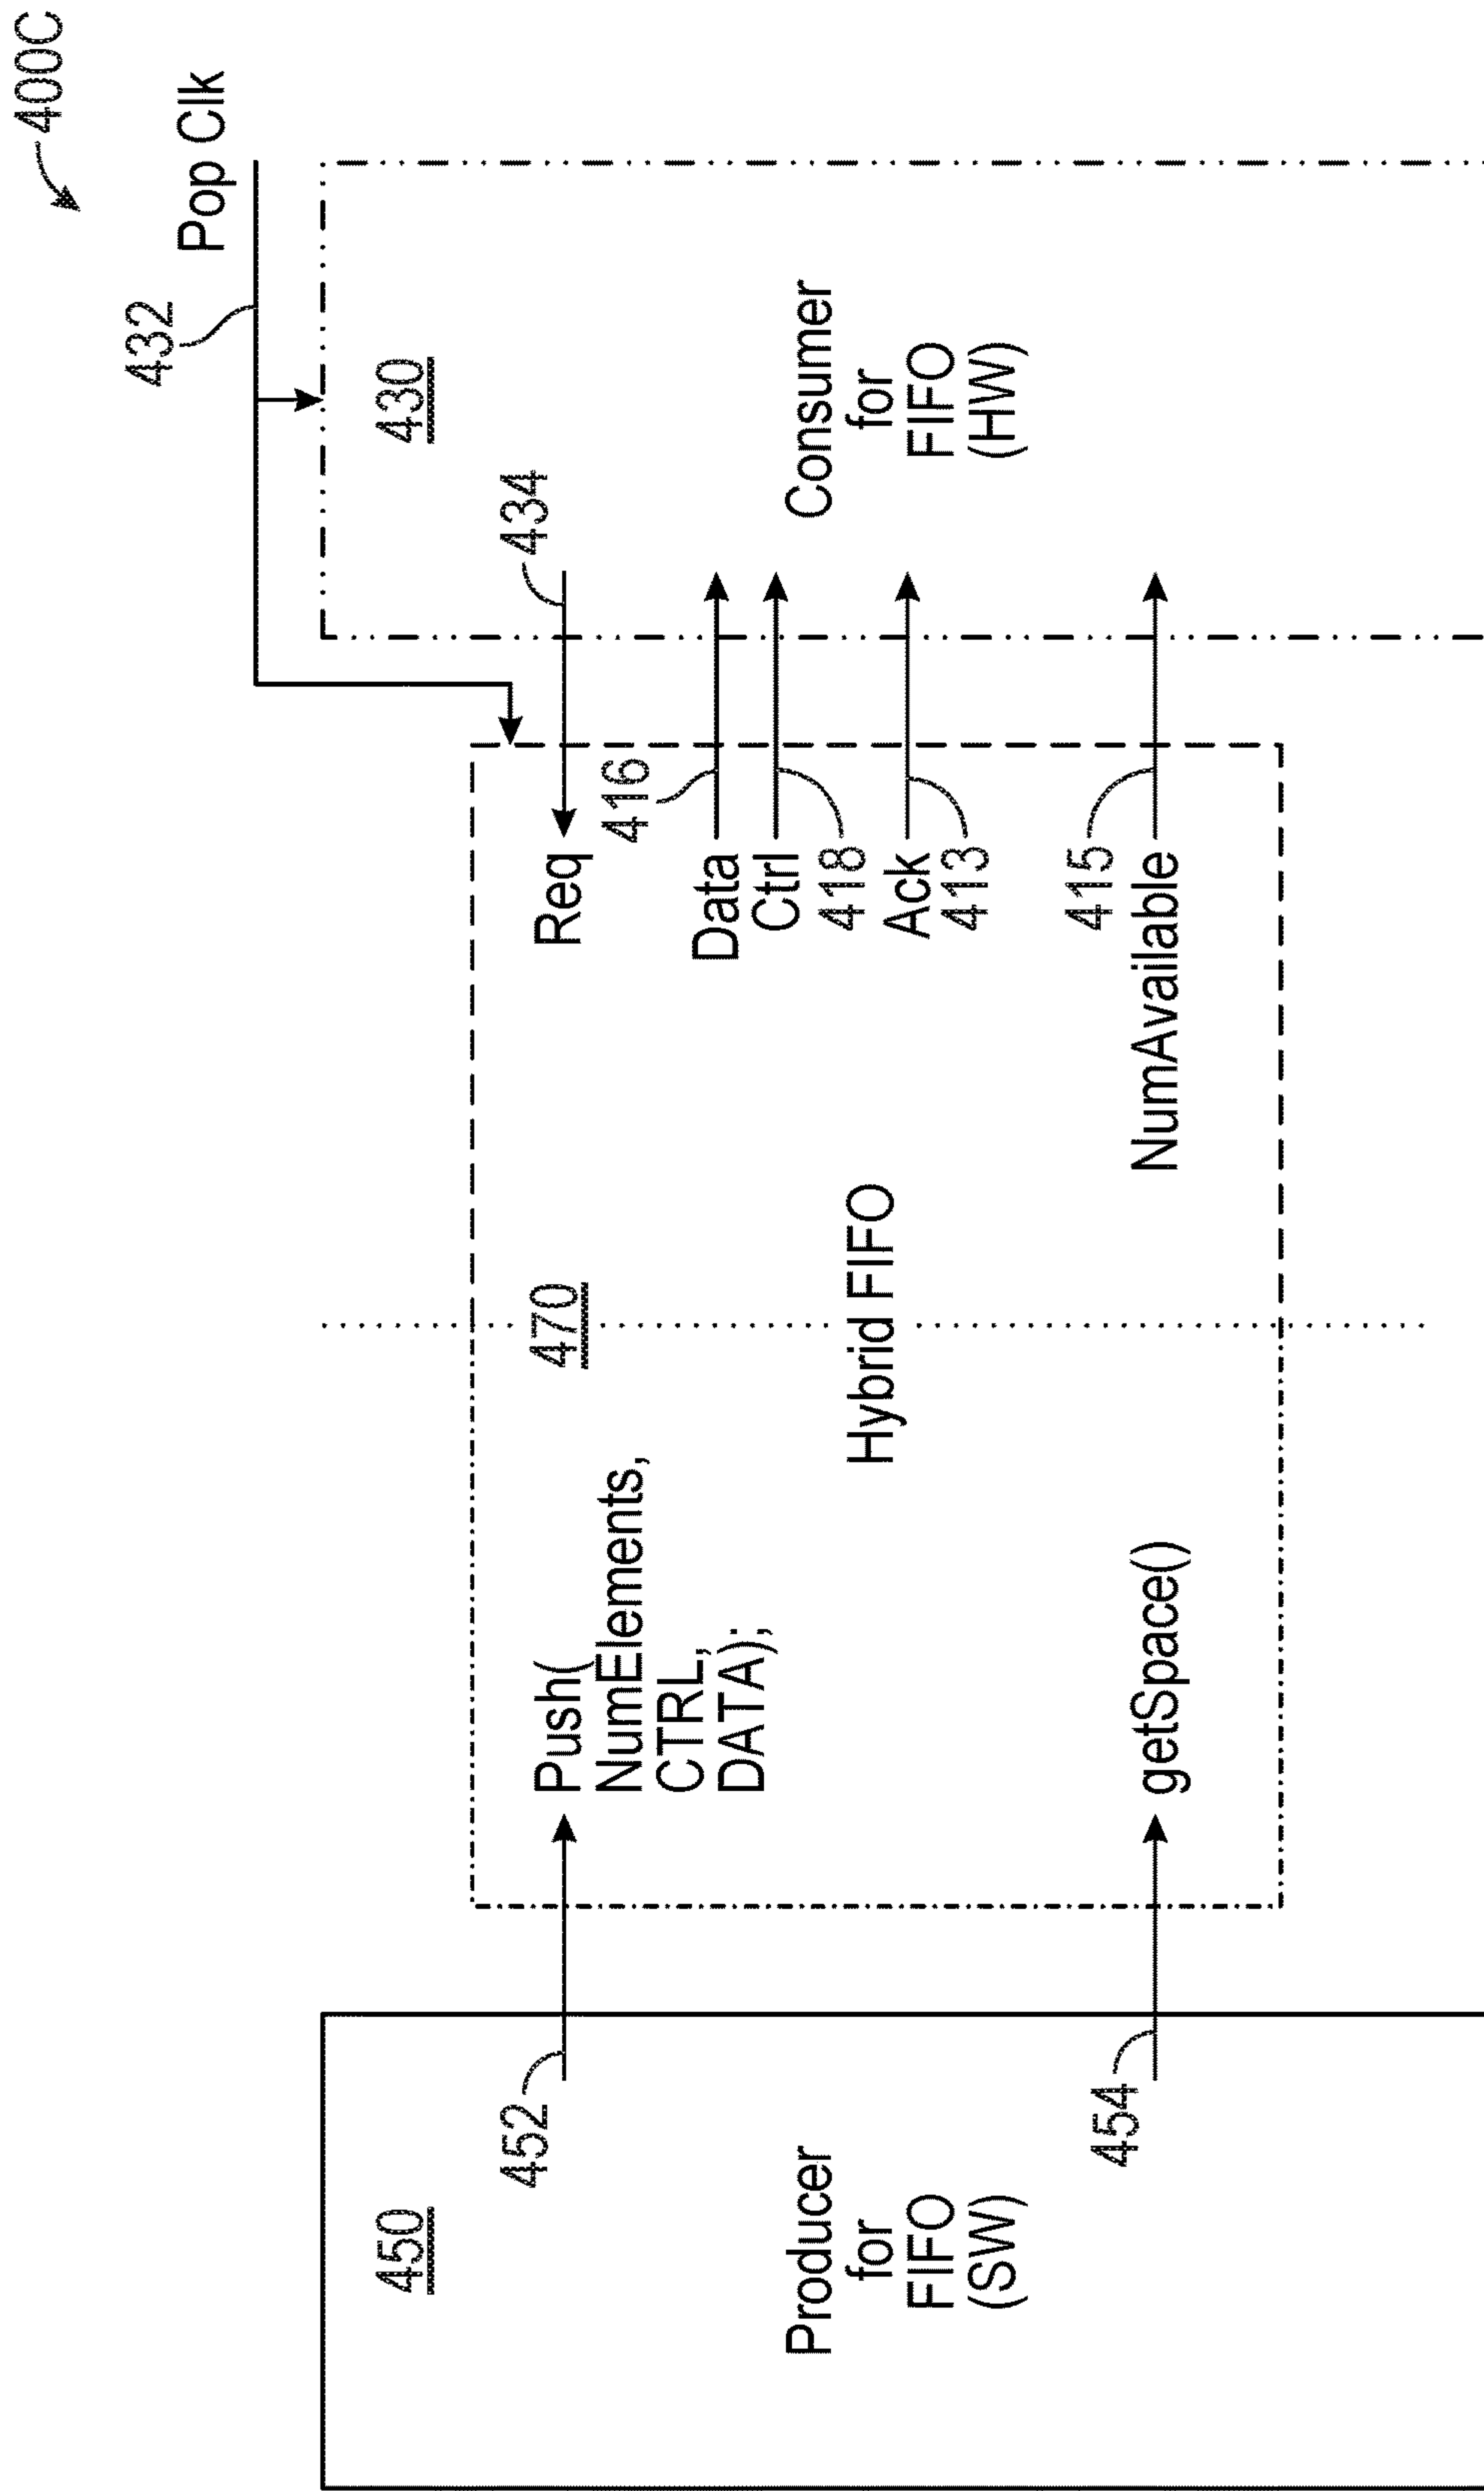 400C
Pop Clk
432
450
Producer
for
FIFO
(SW)
452
454
Push(
NumElements,
CTRL,
DATA);
getSpace()
470
Hybrid FIFO
Req
416
Data
Ctrl
418
Ack
413
415
NumAvailable
434
430
Consumer
for
FIFO
(HW)